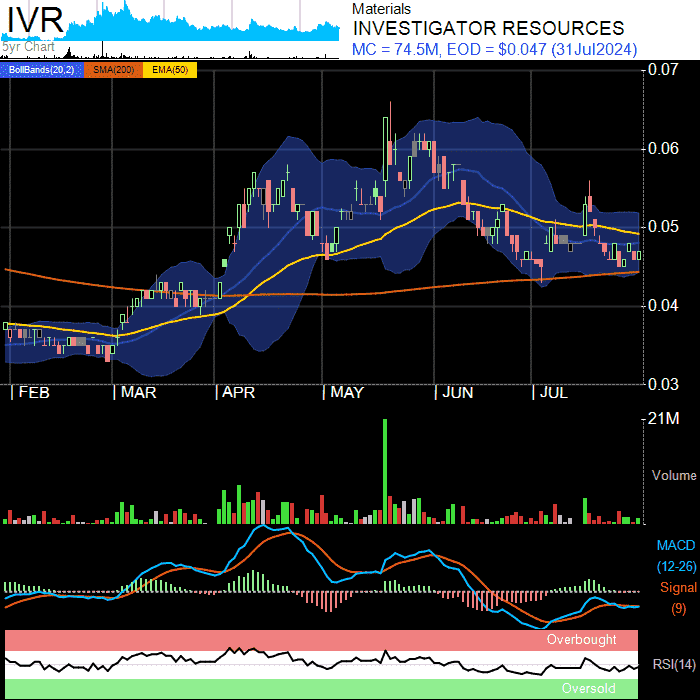 IVR
5yr Chart
Materials
INVESTIGATOR RESOURCES
MC = 74.5M, EOD = $0.047 (31Jul2024)
BollBands(20,2) SMA(200) EMA(50)
0.07
0.06
0.05
0.04
0.03
FEB MAR APR MAY JUN JUL
21M
Volume
MACD
(12-26)
Signal
(9)
Overbought
RSI(14)
Oversold